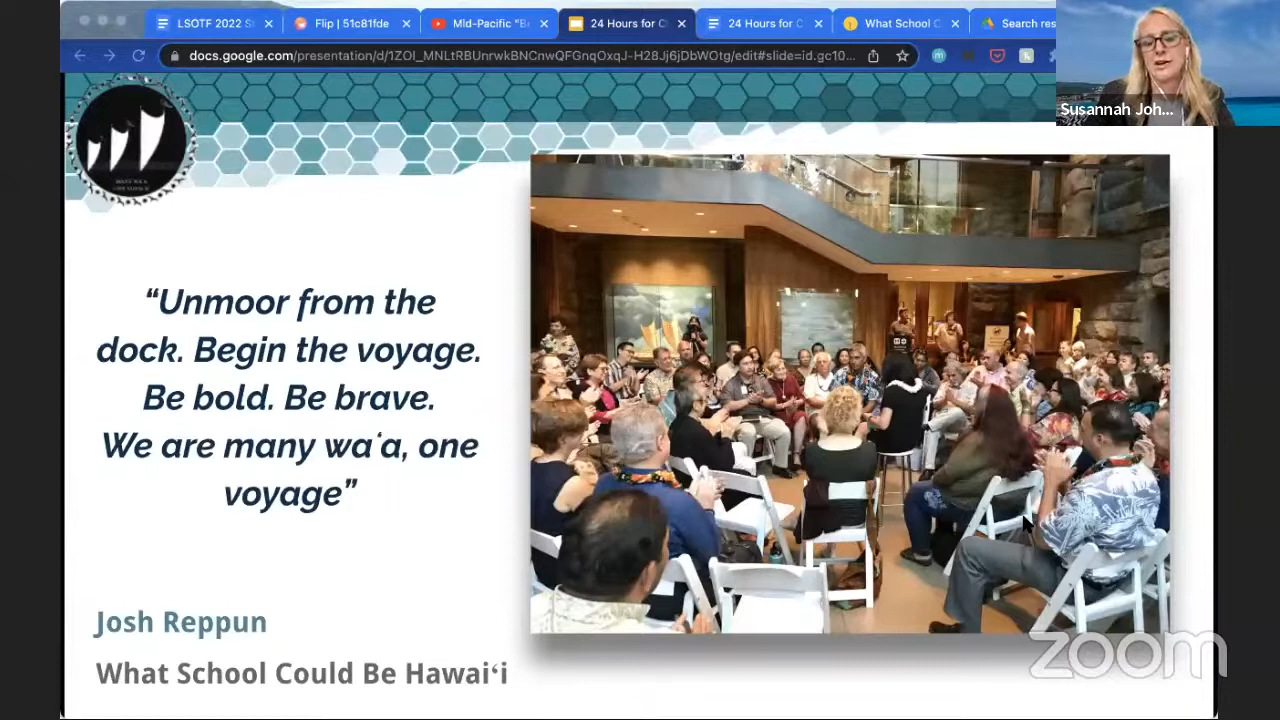 LSOTF 2022 S
Flip | 51c81fde
MId-Pacific "B
24 Hours for C
24 Hours for C
What School C
Search res
docs.google.com/presentation/d/1ZOI_MNLtRBUnrwkBNCnwQFGnqOxqJ-H28Jj6jDbWOtg/edit#slide=id.gc10...
Susannah Joh...
“Unmoor from the
dock. Begin the voyage.
Be bold. Be brave.
We are many waʻa, one
voyage”
Josh Reppun
What School Could Be Hawaiʻi
zoom